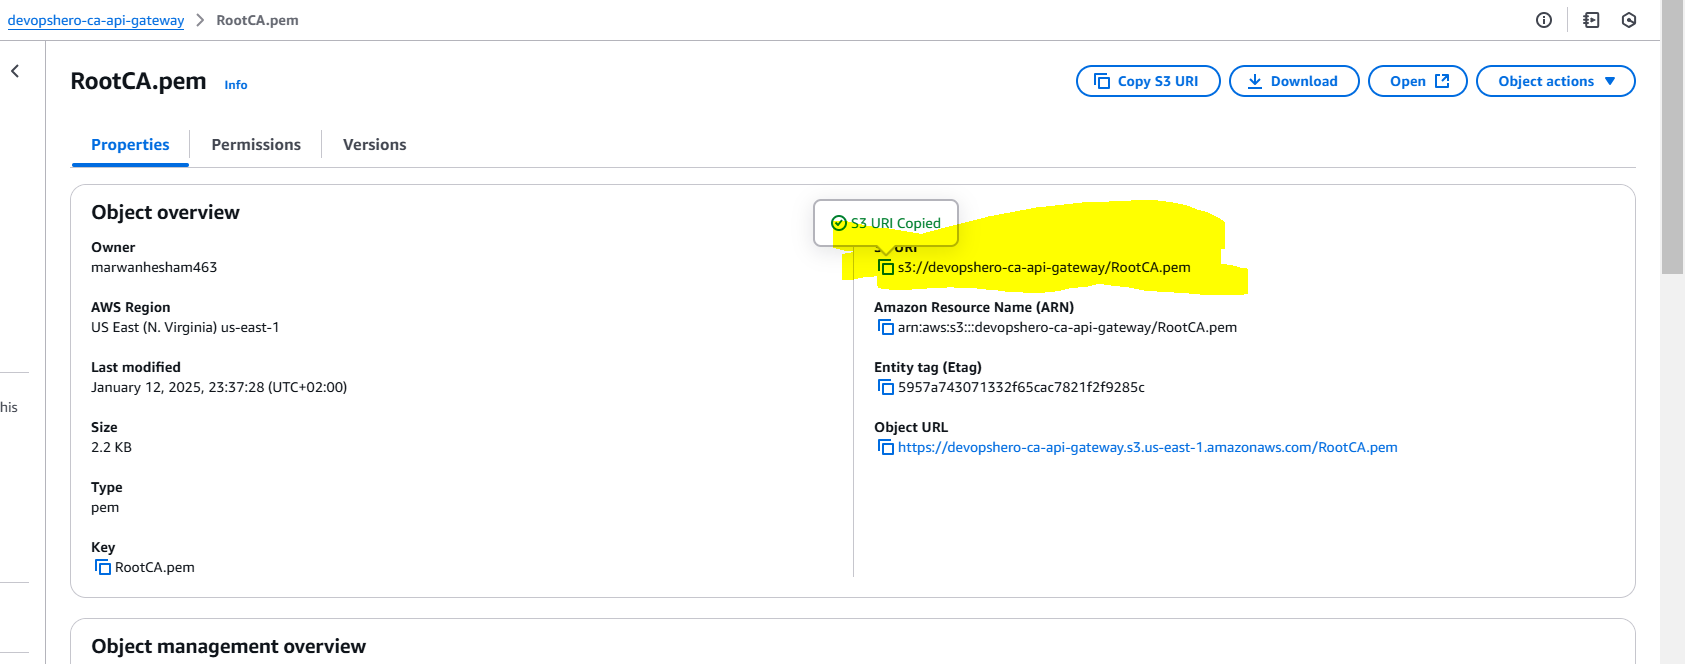 devopshero-ca-api-gateway > RootCA.pem
RootCA.pem Info
Copy S3 URI Download Open Object actions
Properties Permissions Versions
Object overview
Owner
marwanhesham463
AWS Region
US East (N. Virginia) us-east-1
Last modified
January 12, 2025, 23:37:28 (UTC+02:00)
Size
2.2 KB
Type
pem
Key
RootCA.pem
S3 URI Copied
S3 URI
s3://devopshero-ca-api-gateway/RootCA.pem
Amazon Resource Name (ARN)
arn:aws:s3:::devopshero-ca-api-gateway/RootCA.pem
Entity tag (Etag)
5957a743071332f65cac7821f2f9285c
Object URL
https://devopshero-ca-api-gateway.s3.us-east-1.amazonaws.com/RootCA.pem
his
Object management overview